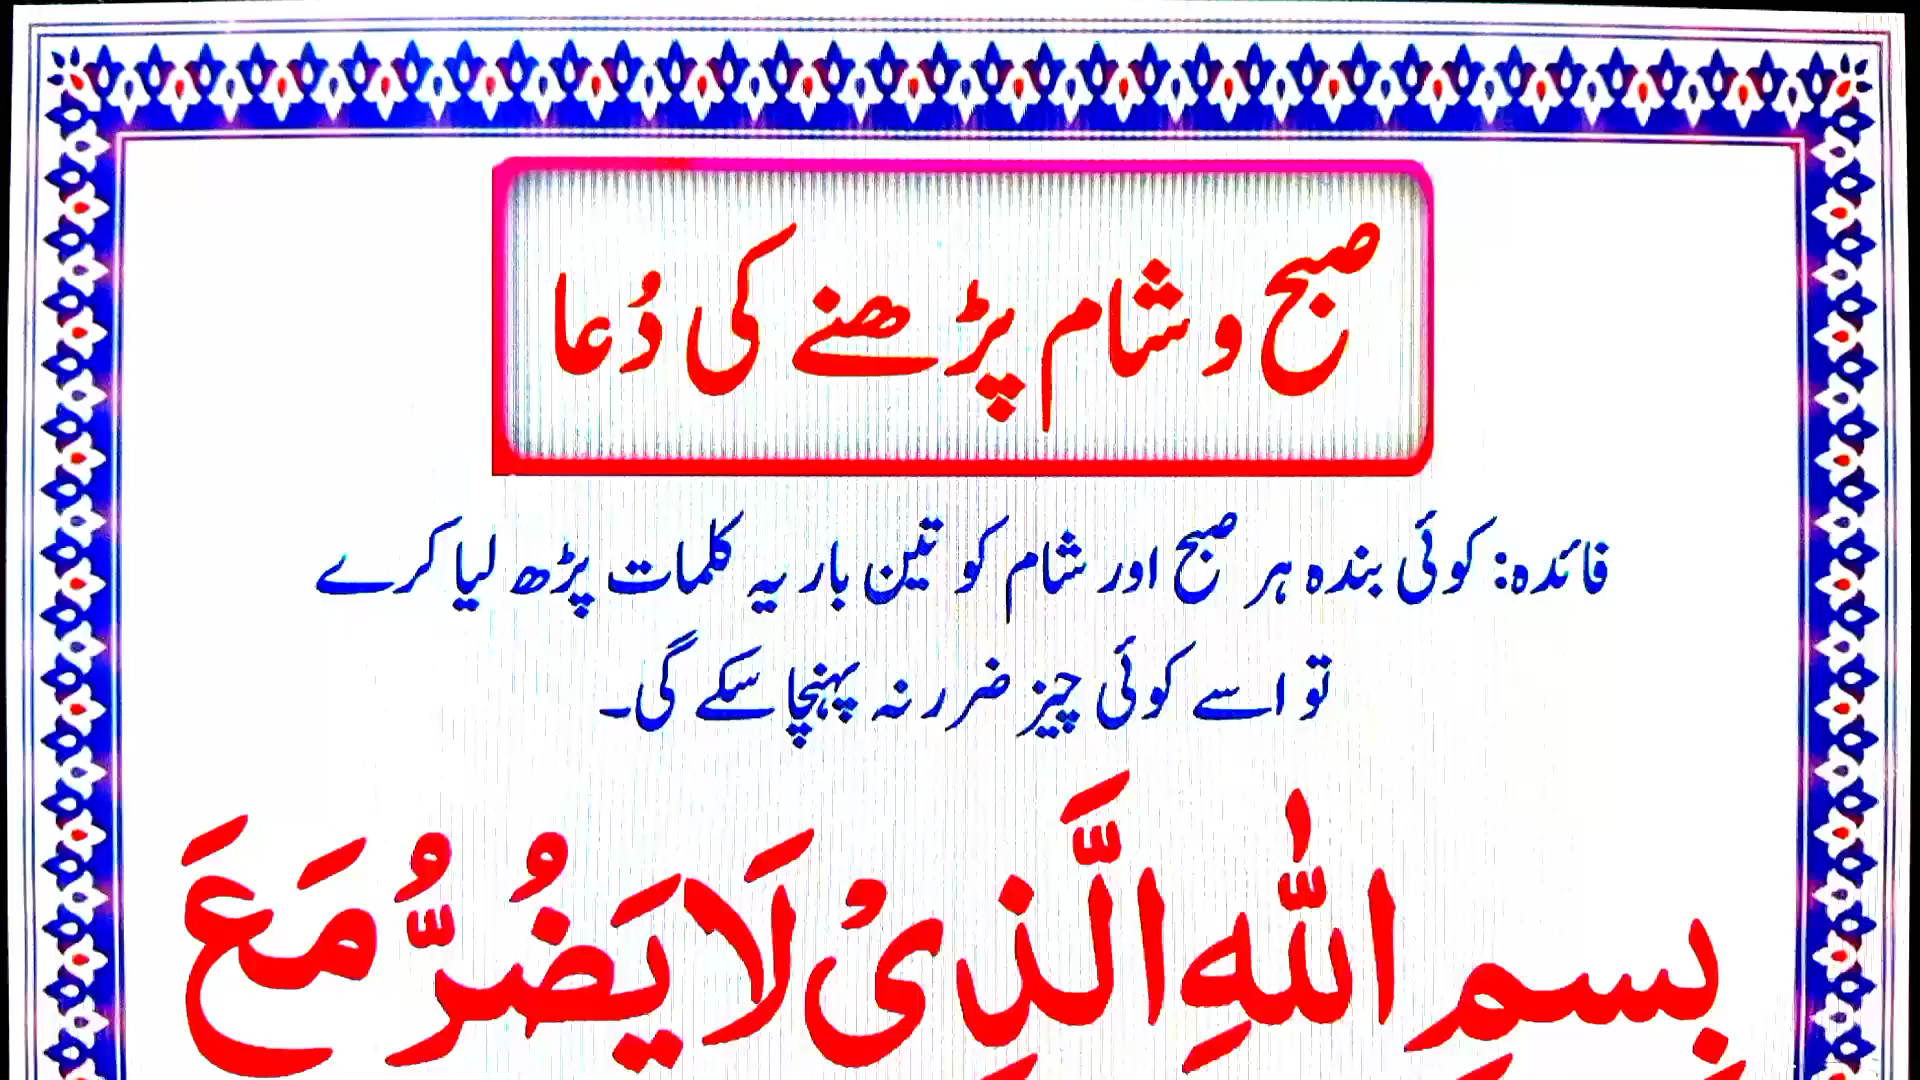 صبح و شام پڑھنے کی دُعا
فائدہ: کوئی بندہ ہر صبح اور شام کو تین بار یہ کلمات پڑھ لیا کرے
تو اسے کوئی چیز ضرر نہ پہنچا سکے گی۔
بِسمِ اللّٰهِ الَّذِیْ لَا یَضُرُّ مَعَ